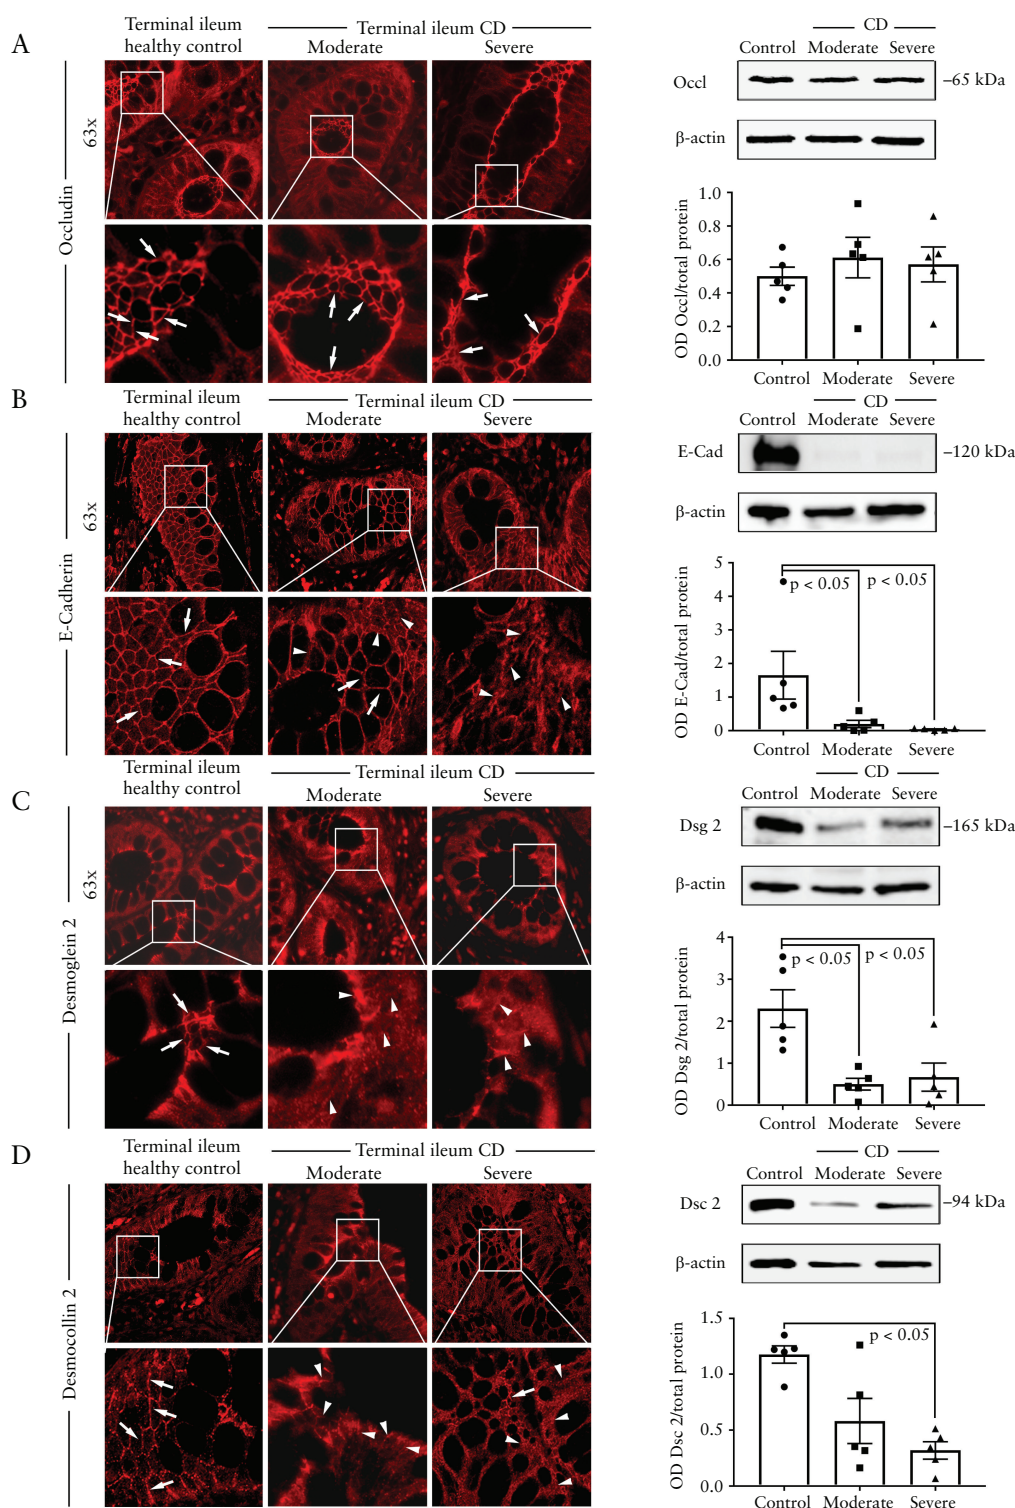 A
Terminal ileum
healthy control
Terminal ileum CD
Moderate
Severe
63x
Occludin
CD
Control
Moderate
Severe
Occl
–65 kDa
β-actin
OD Occl/total protein
1.0
0.8
0.6
0.4
0.2
0.0
Control
Moderate
Severe
CD
B
Terminal ileum
healthy control
Terminal ileum CD
Moderate
Severe
63x
E-Cadherin
Control
Moderate
Severe
E-Cad
–120 kDa
β-actin
OD E-Cad/total protein
5
4
3
2
1
0
p < 0.05
p < 0.05
Control
Moderate
Severe
C
Terminal ileum
healthy control
Terminal ileum CD
Moderate
Severe
63x
Desmoglein 2
CD
Control
Moderate
Severe
Dsg 2
–165 kDa
β-actin
OD Dsg 2/total protein
4
3
2
1
0
p < 0.05
p < 0.05
Control
Moderate
Severe
D
Terminal ileum
healthy control
Terminal ileum CD
Moderate
Severe
Desmocollin 2
CD
Control
Moderate
Severe
Dsc 2
–94 kDa
β-actin
OD Dsc 2/total protein
1.5
1.0
0.5
0.0
p < 0.05
Control
Moderate
Severe